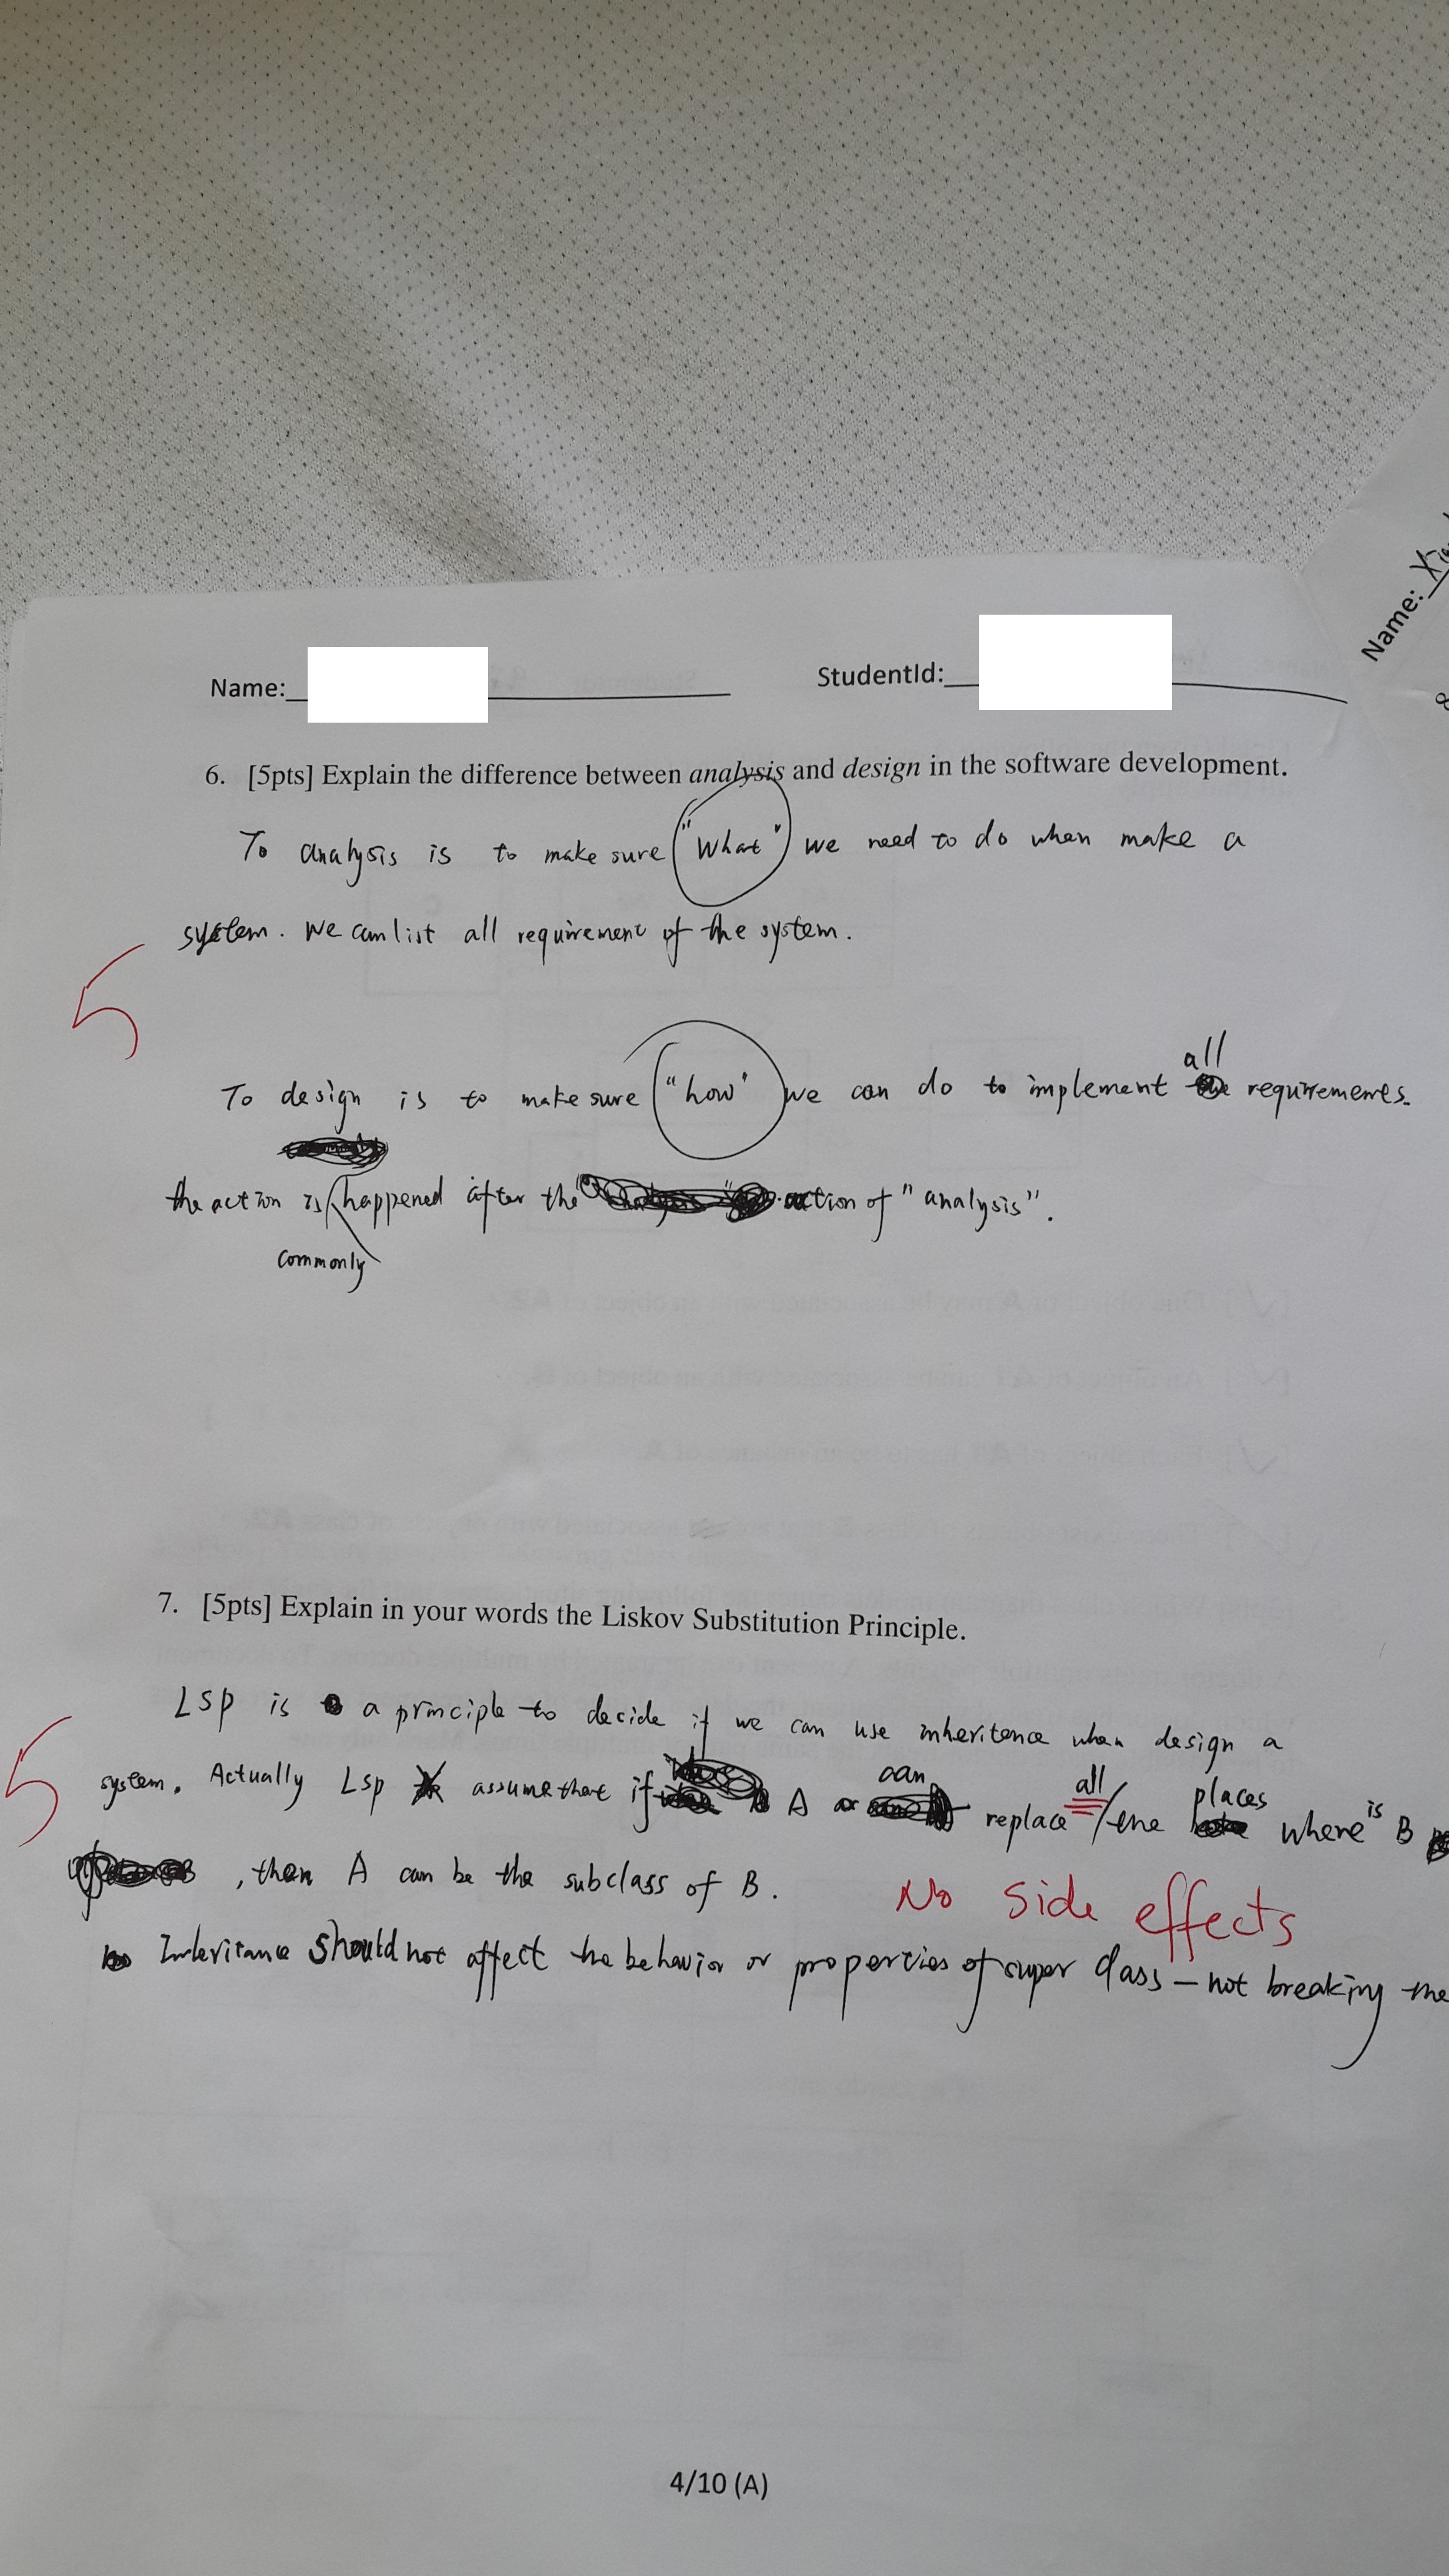 Name:
StudentId:
Name: Xia
6. [5pts] Explain the difference between analysis and design in the software development.
To analysis is to make sure "What" we need to do when make a
system. We can list all requirement of the system.
5
To design is to make sure "how" we can do to implement all requirements.
the action is commonly happened after the action of "analysis".
7. [5pts] Explain in your words the Liskov Substitution Principle.
LSP is a principle to decide if we can use inheritence when design a
5
system. Actually LSP assume that if A can replace all the places where is B
, then A can be the subclass of B.
No side effects
Inheritance should not affect the behavior or properties of super class — not breaking the
4/10 (A)